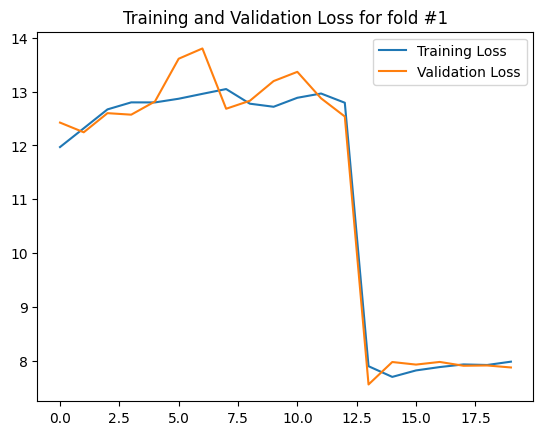 Training and Validation Loss for fold #1
Training Loss
Validation Loss
14
13
12
11
10
9
8
0.0 2.5 5.0 7.5 10.0 12.5 15.0 17.5